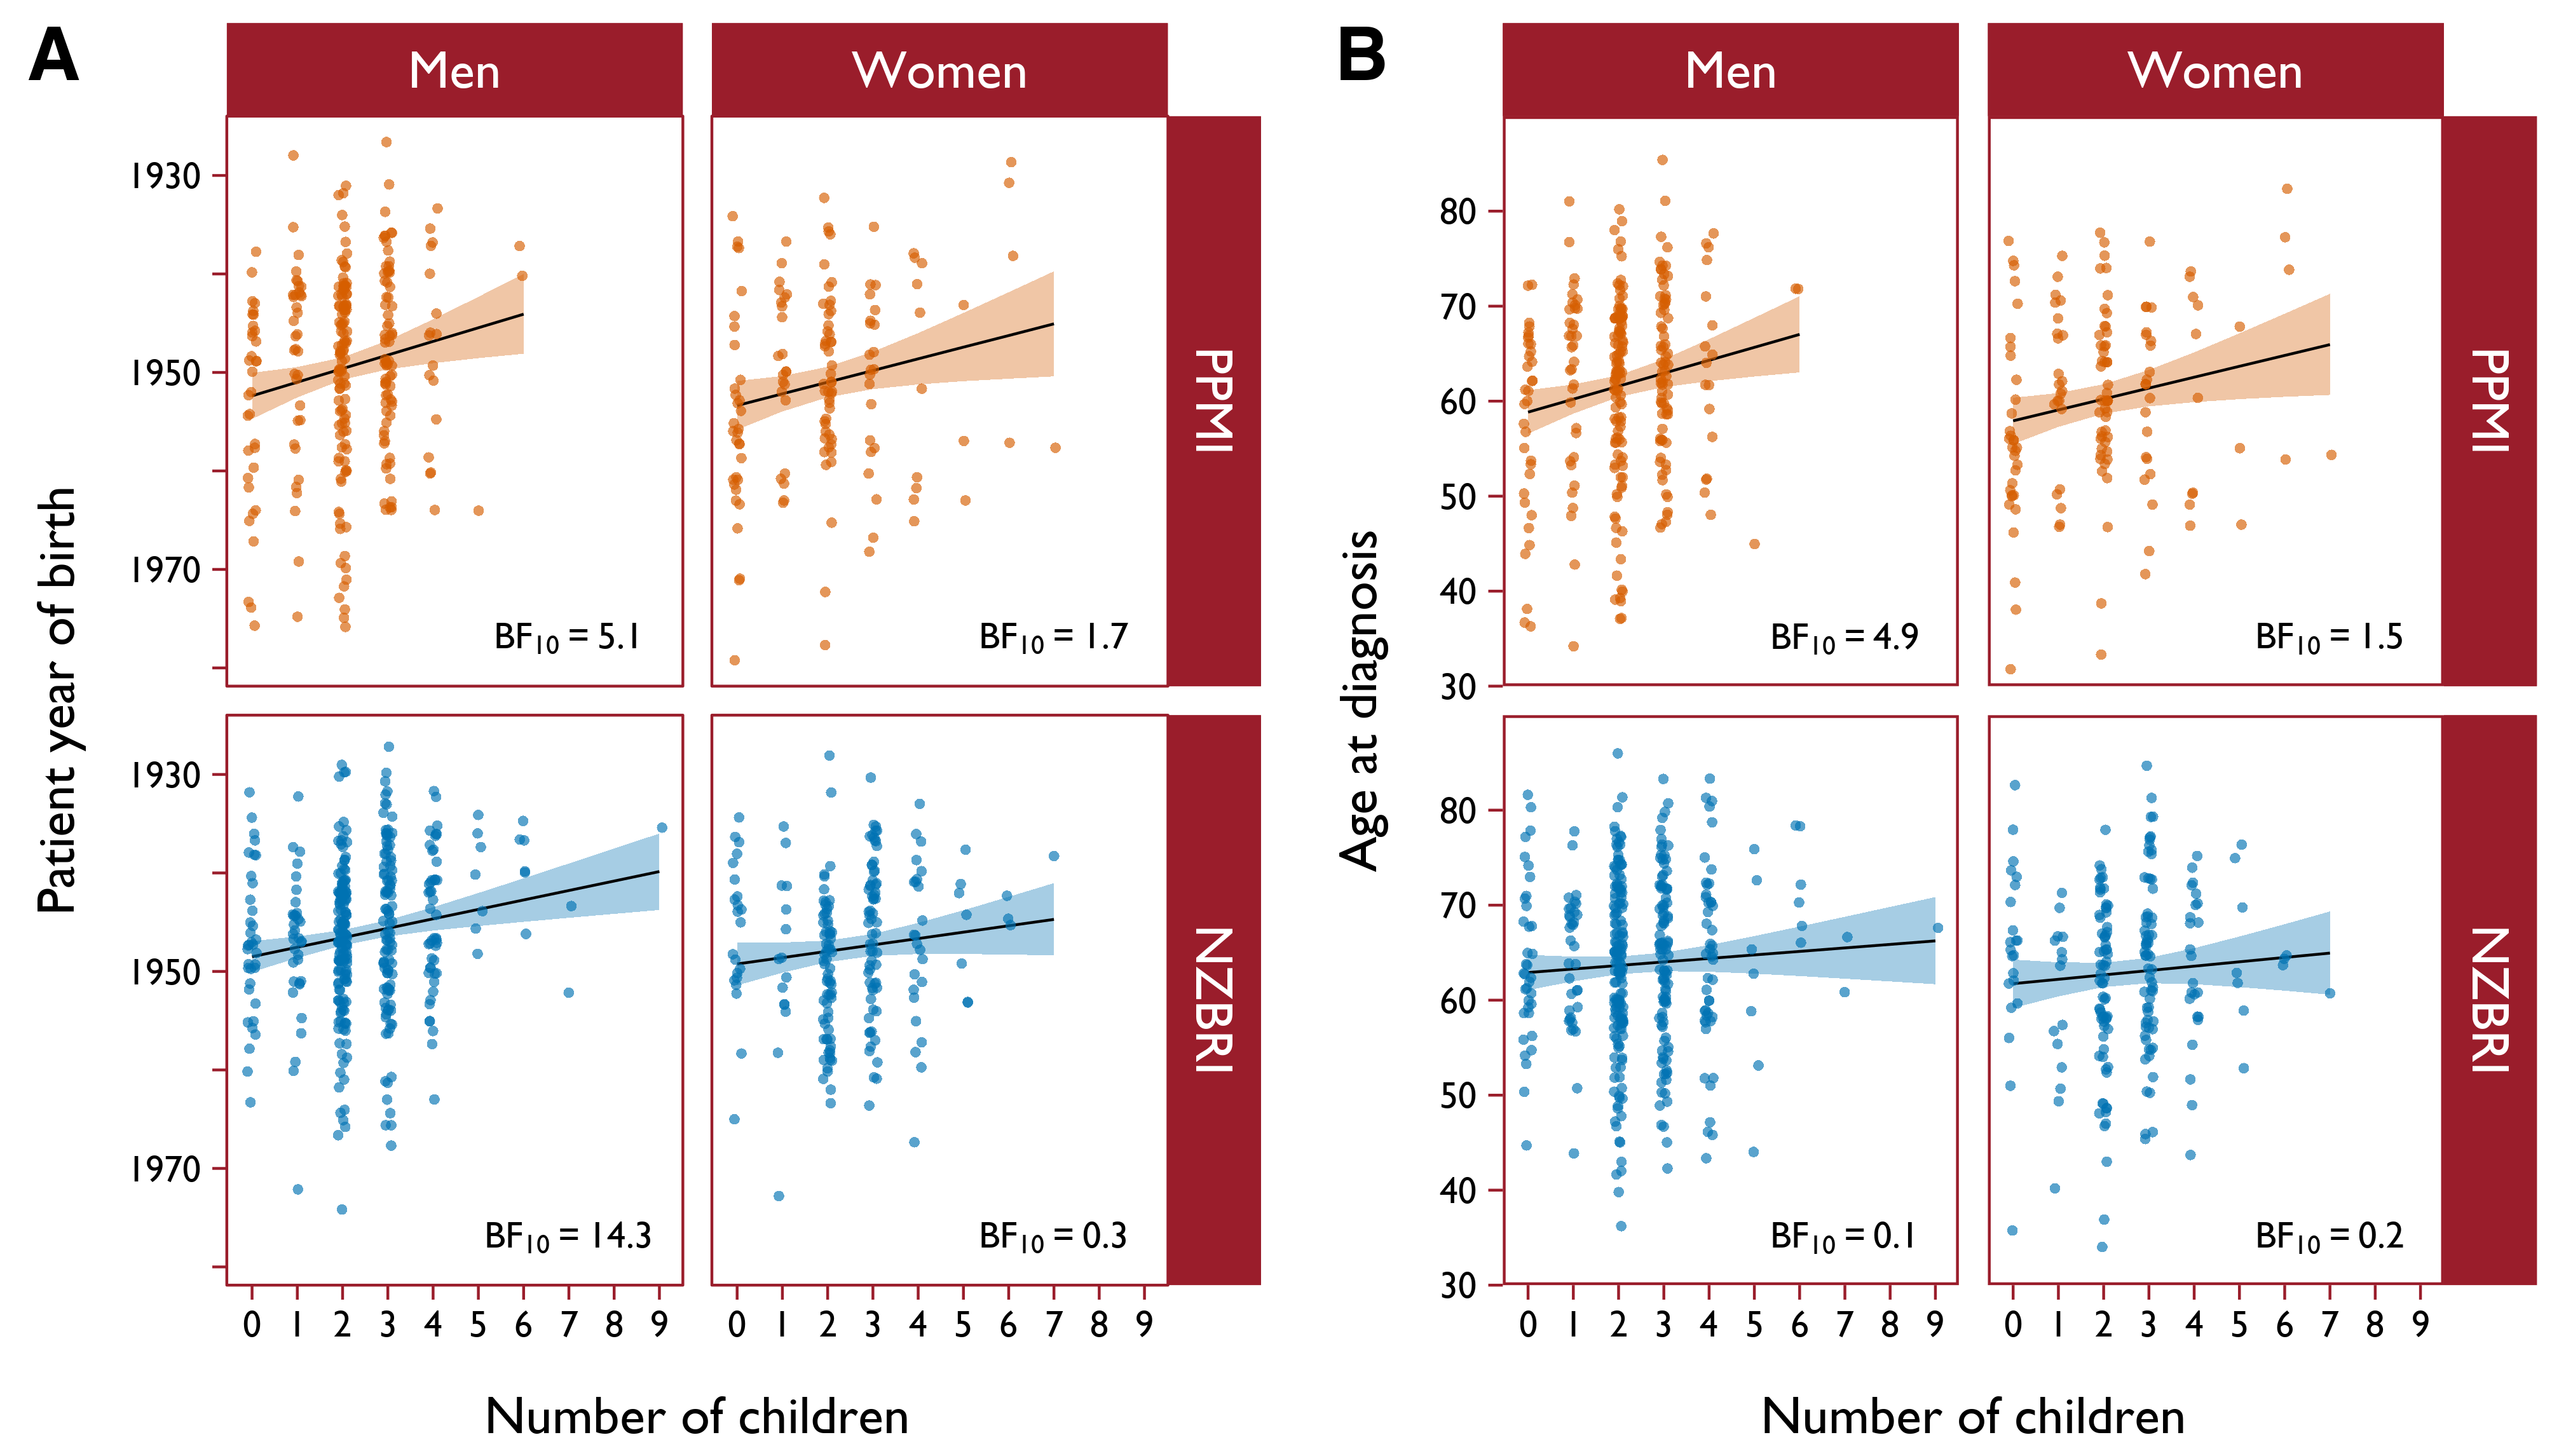 A
Men
Women
1930
1950
1970
PPMI
BF10 = 5.1
BF10 = 1.7
Patient year of birth
1930
1950
1970
NZBRI
BF10 = 14.3
BF10 = 0.3
0 1 2 3 4 5 6 7 8 9
0 1 2 3 4 5 6 7 8 9
Number of children
B
Men
Women
80
70
60
50
40
30
PPMI
BF10 = 4.9
BF10 = 1.5
Age at diagnosis
80
70
60
50
40
30
NZBRI
BF10 = 0.1
BF10 = 0.2
0 1 2 3 4 5 6 7 8 9
0 1 2 3 4 5 6 7 8 9
Number of children